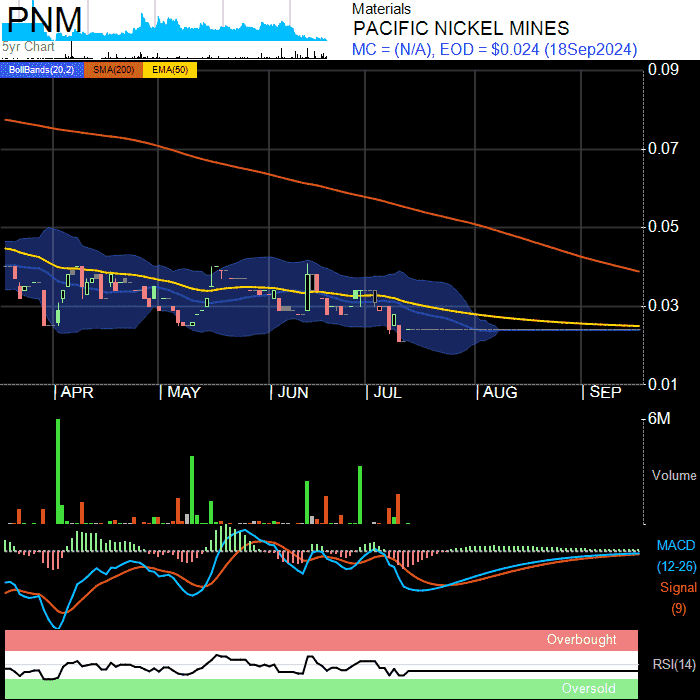 PNM
5yr Chart
Materials
PACIFIC NICKEL MINES
MC = (N/A), EOD = $0.024 (18Sep2024)
BollBands(20,2) SMA(200) EMA(50)
0.09
0.07
0.05
0.03
0.01
APR MAY JUN JUL AUG SEP
6M
Volume
MACD
(12-26)
Signal
(9)
Overbought
RSI(14)
Oversold